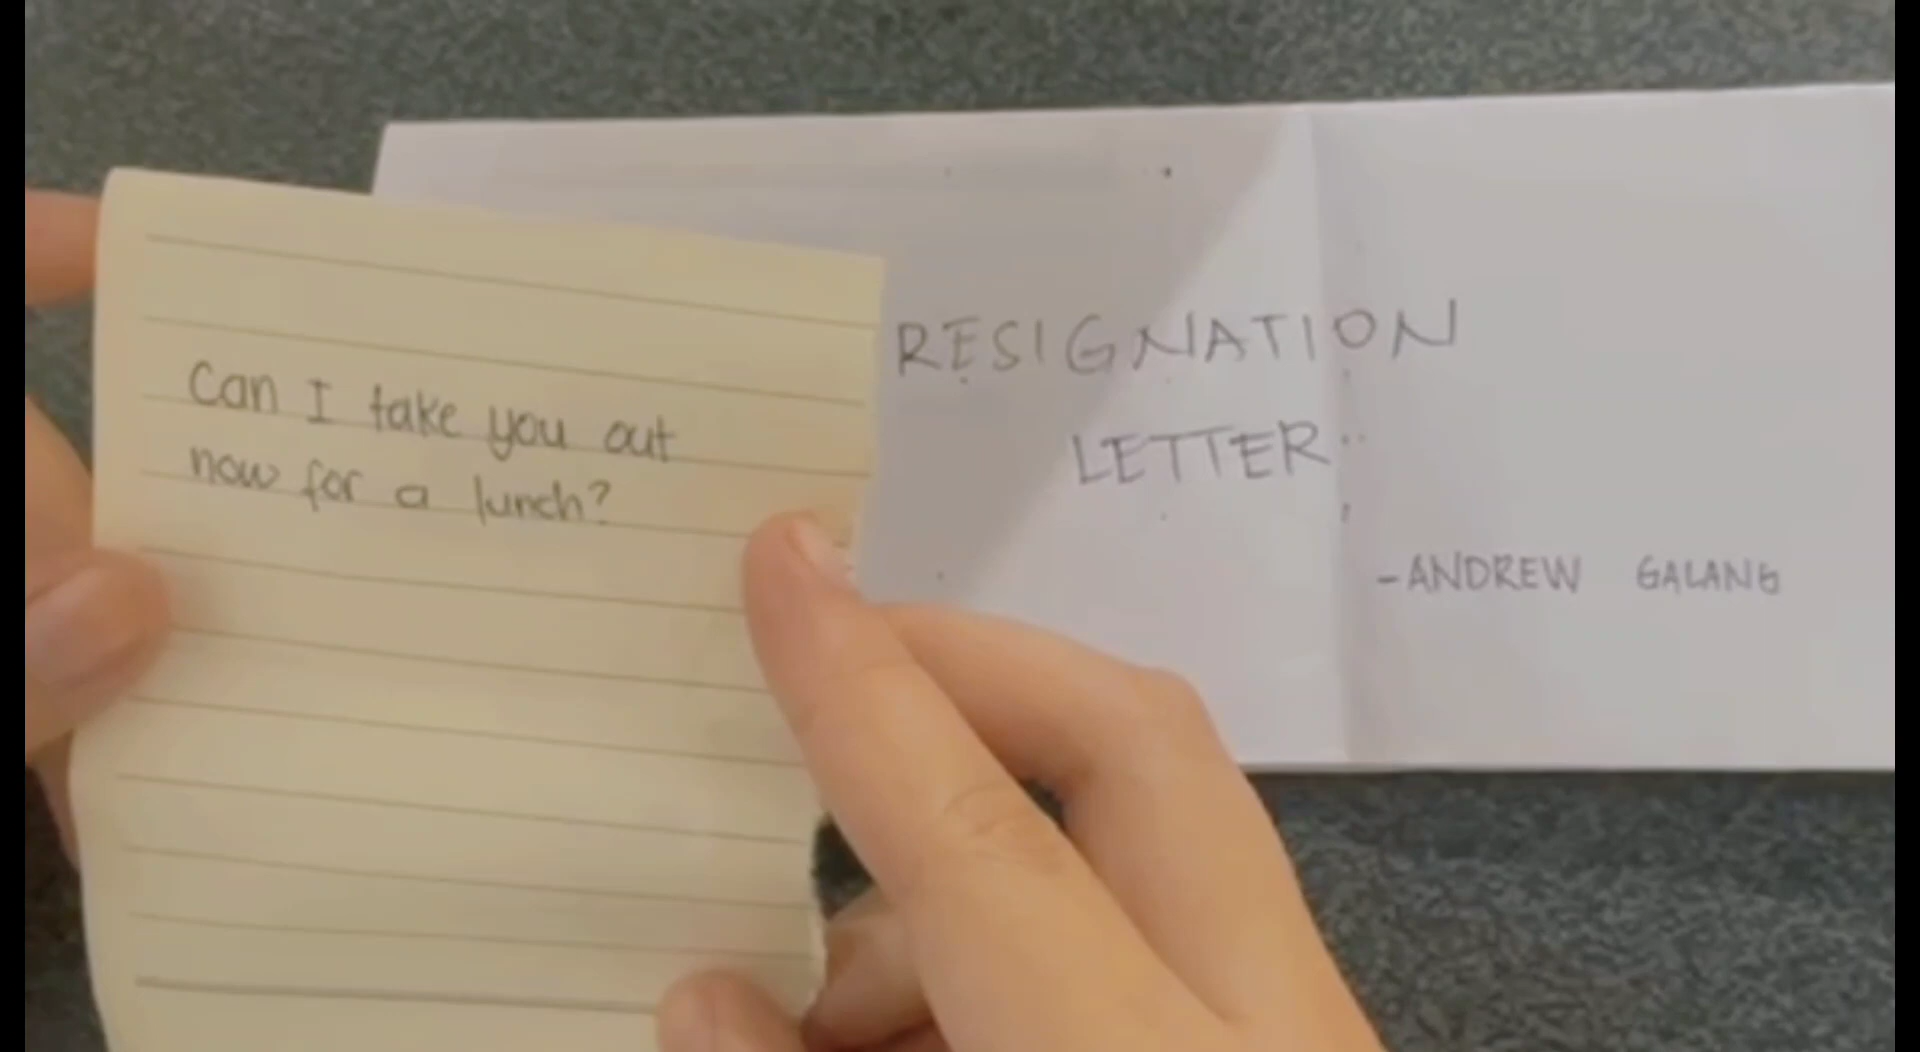 Can I take you out
now for a lunch?
RESIGNATION
LETTER
-ANDREW GALANG